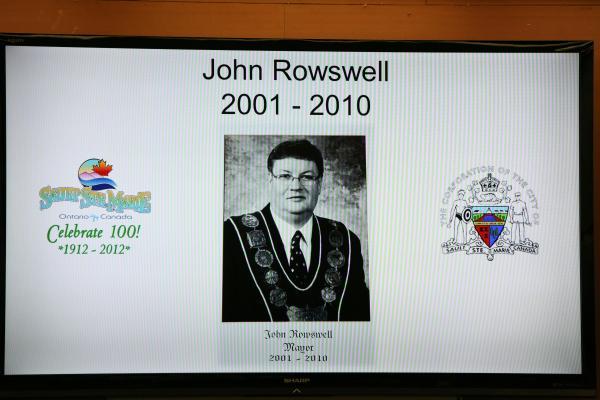 John Rowswell
2001 - 2010
SAULT STE. MARIE
Ontario Canada
Celebrate 100!
*1912 - 2012*
THE CORPORATION OF THE CITY OF
SAULT STE MARIE CANADA
John Rowswell
Mayor
2001 - 2010
SHARP